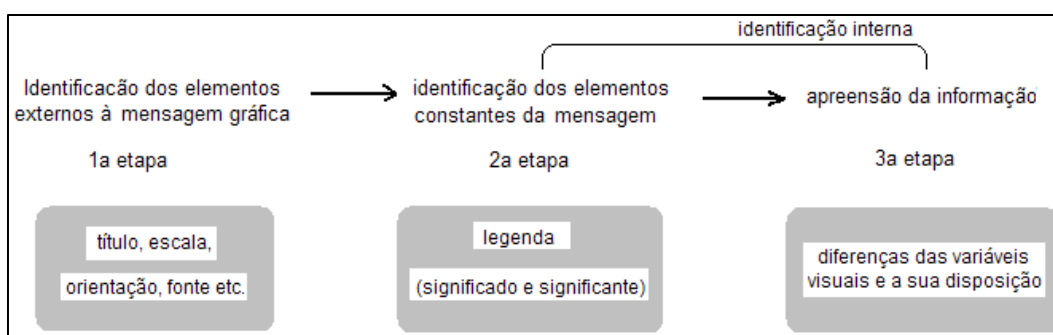 identificação interna
Identificacão dos elementos
externos à mensagem gráfica
identificação dos elementos
constantes da mensagem
apreensão da informação
1a etapa
2a etapa
3a etapa
título, escala,
orientação, fonte etc.
legenda
(significado e significante)
diferenças das variáveis
visuais e a sua disposição